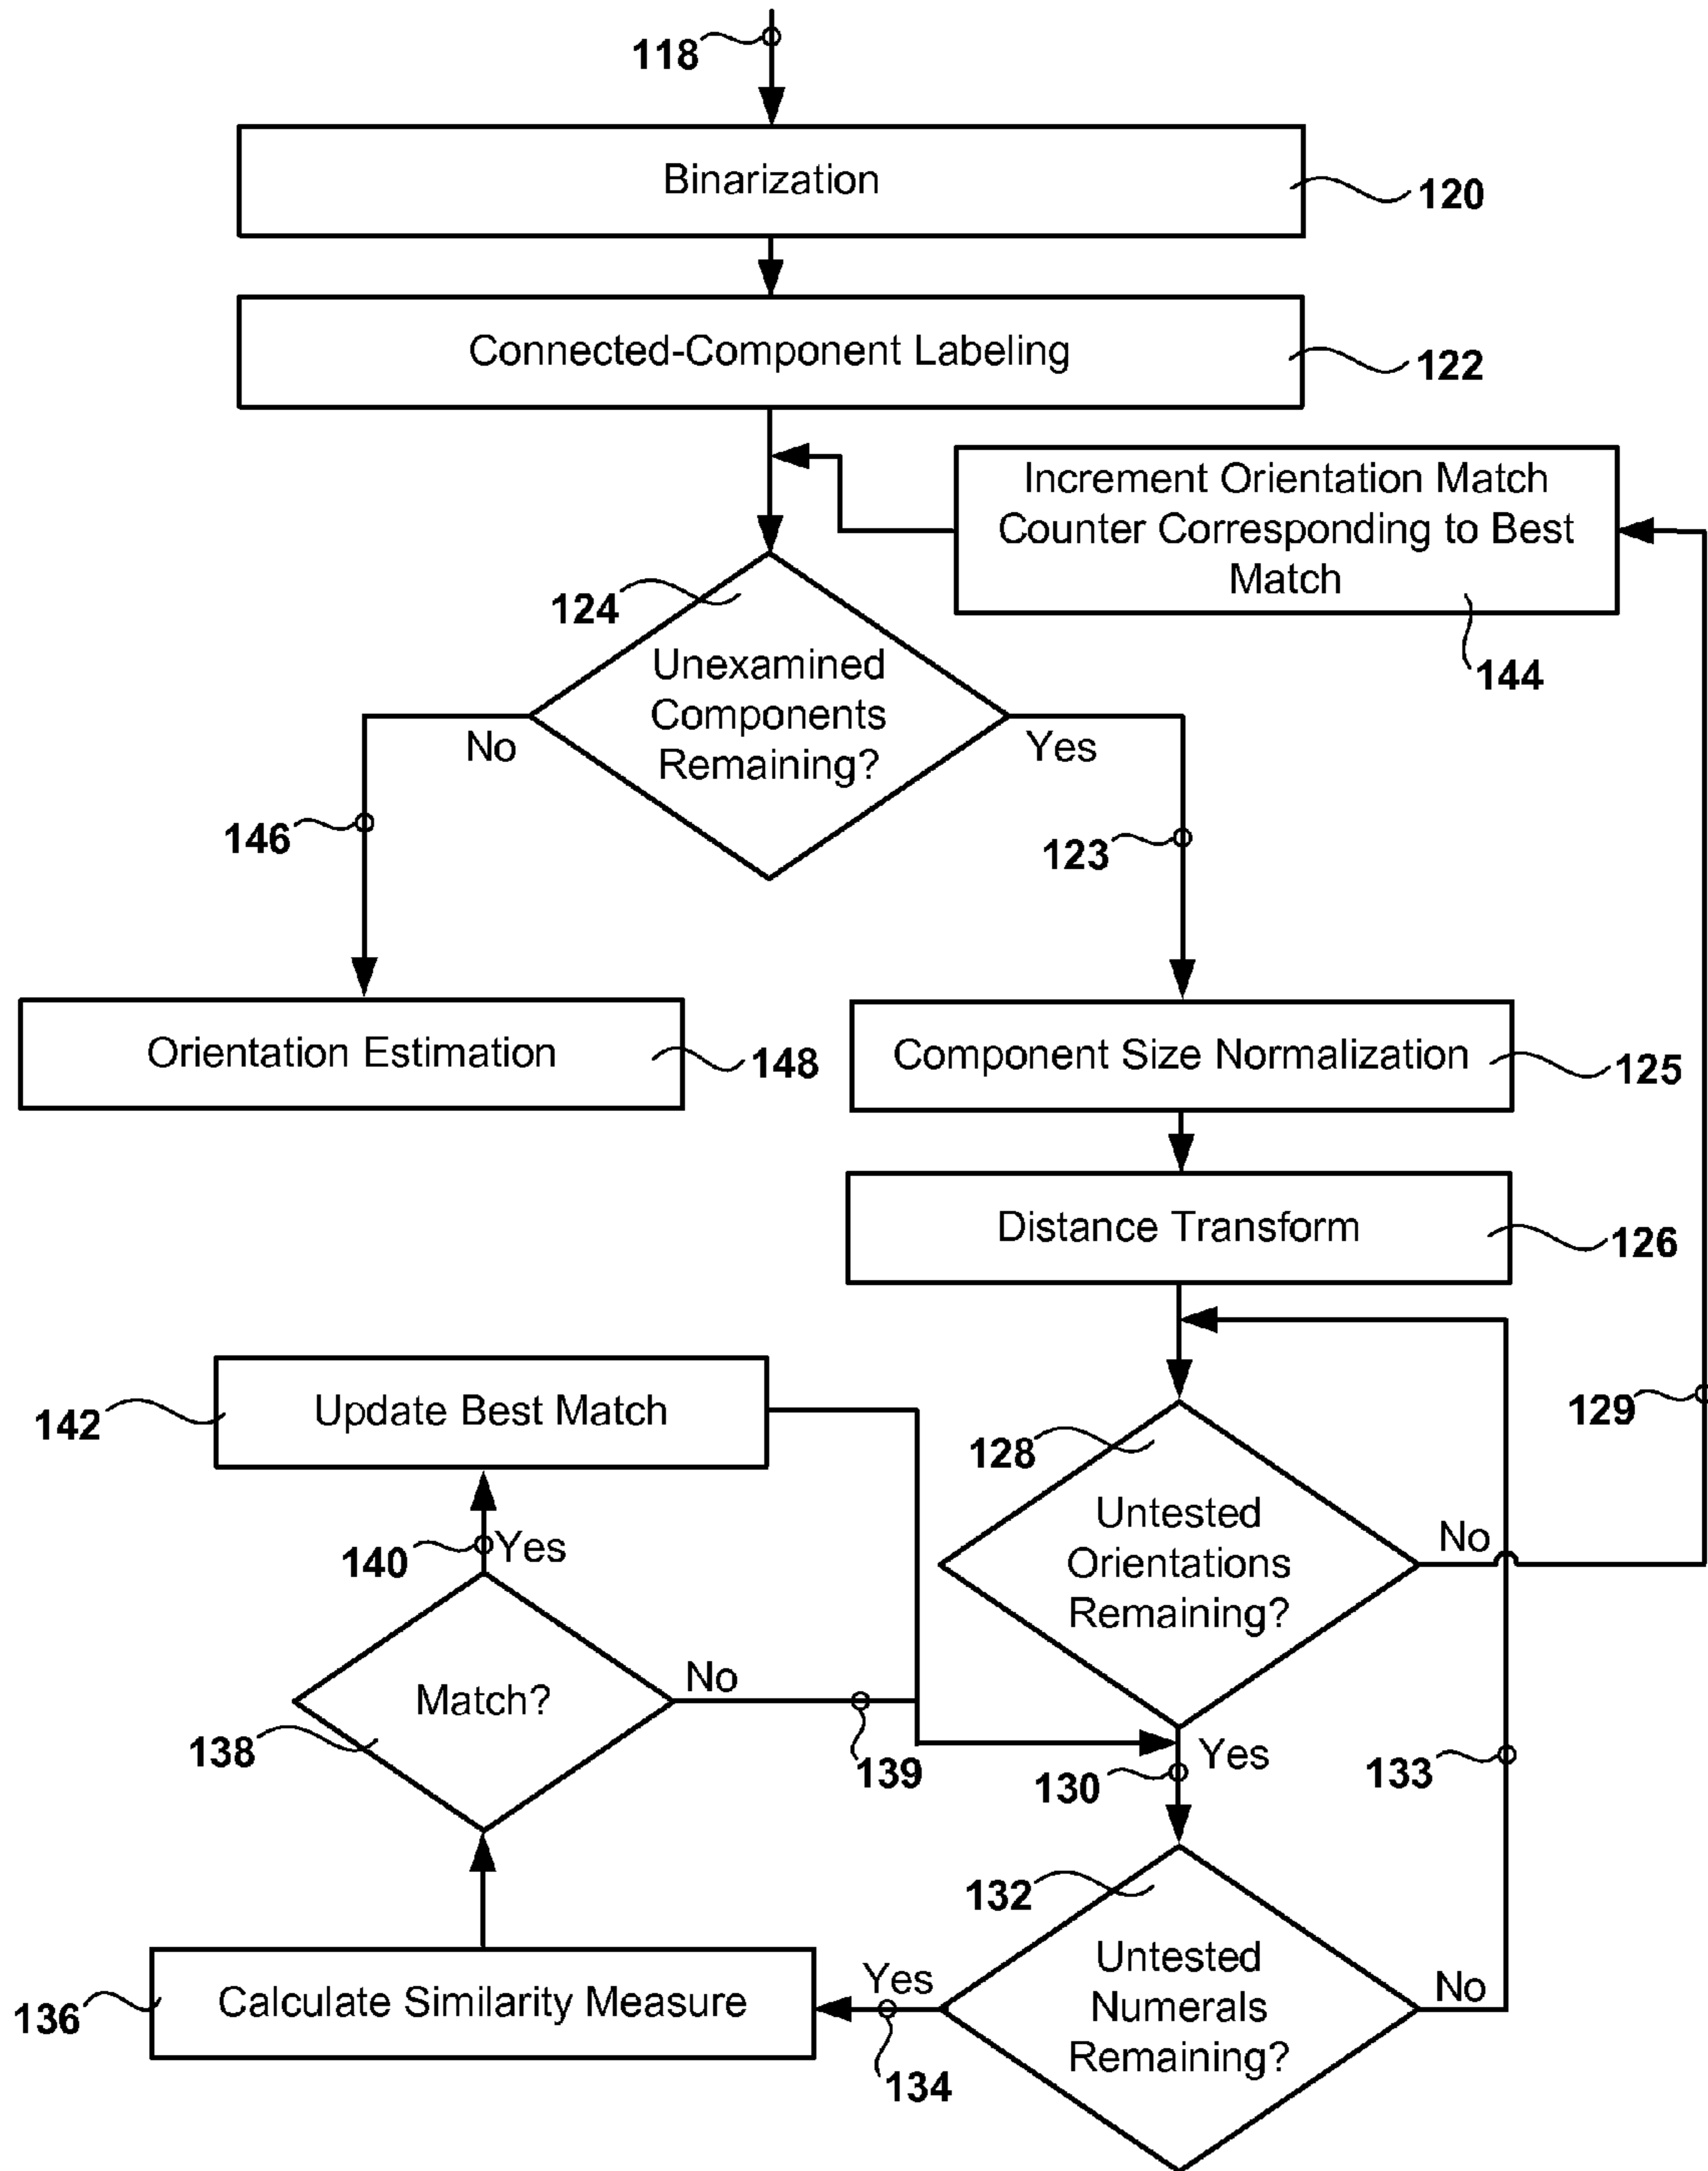 118
Binarization
120
Connected-Component Labeling
122
Increment Orientation Match
Counter Corresponding to Best
Match
144
124
Unexamined
Components
Remaining?
No
Yes
146
123
Orientation Estimation
148
Component Size Normalization
125
Distance Transform
126
142
Update Best Match
129
128
Untested
Orientations
Remaining?
No
140
Yes
Match?
No
138
139
Yes
130
133
132
Untested
Numerals
Remaining?
No
Yes
136
Calculate Similarity Measure
134